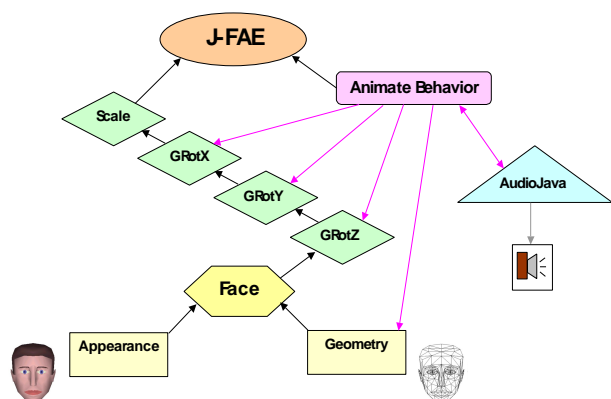 J-FAE
Animate Behavior
Scale
GRotX
GRotY
AudioJava
GRotZ
Face
Appearance
Geometry